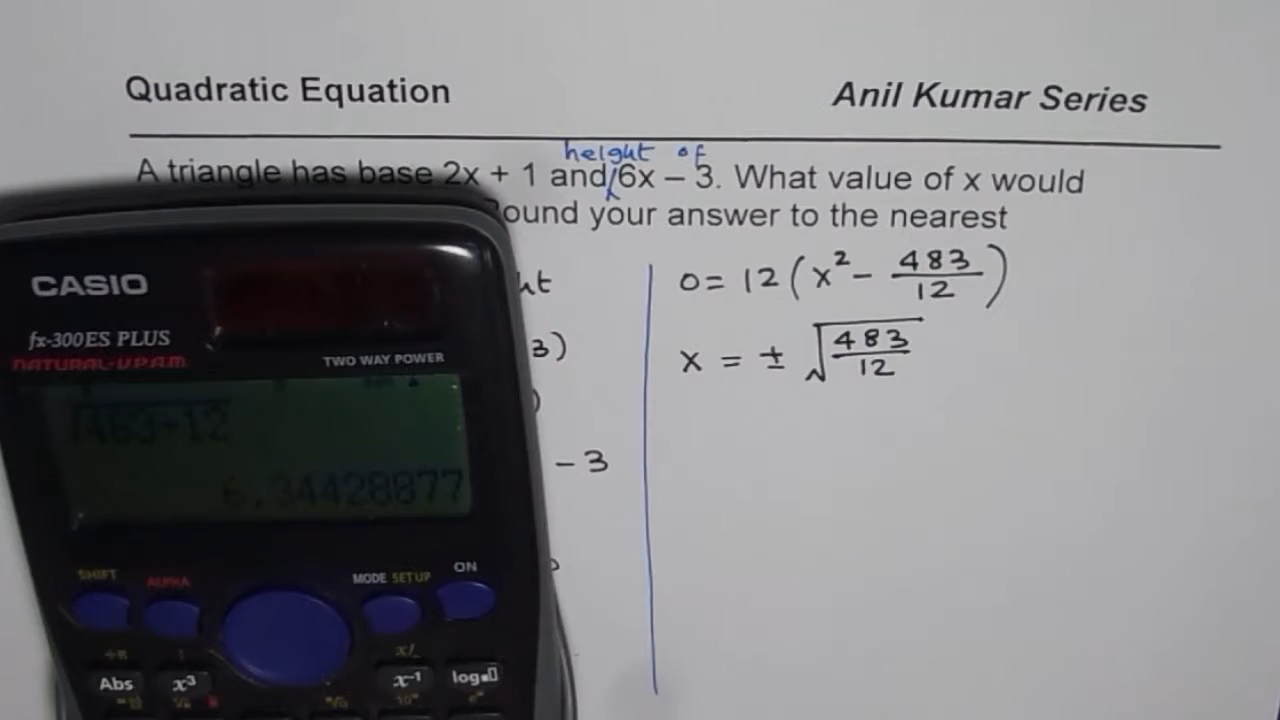 Quadratic Equation Anil Kumar Series
height of
A triangle has base 2x + 1 and 6x – 3. What value of x would
ound your answer to the nearest
ht
3)
)
– 3
0 = 12 (x² – 483/12)
x = ± √483/12
CASIO
fx-300ES PLUS
NATURAL-V.P.A.M.
TWO WAY POWER
√483÷12
6.34428877
SHIFT ALPHA MODE SETUP ON
x!
Abs x³ x⁻¹ log